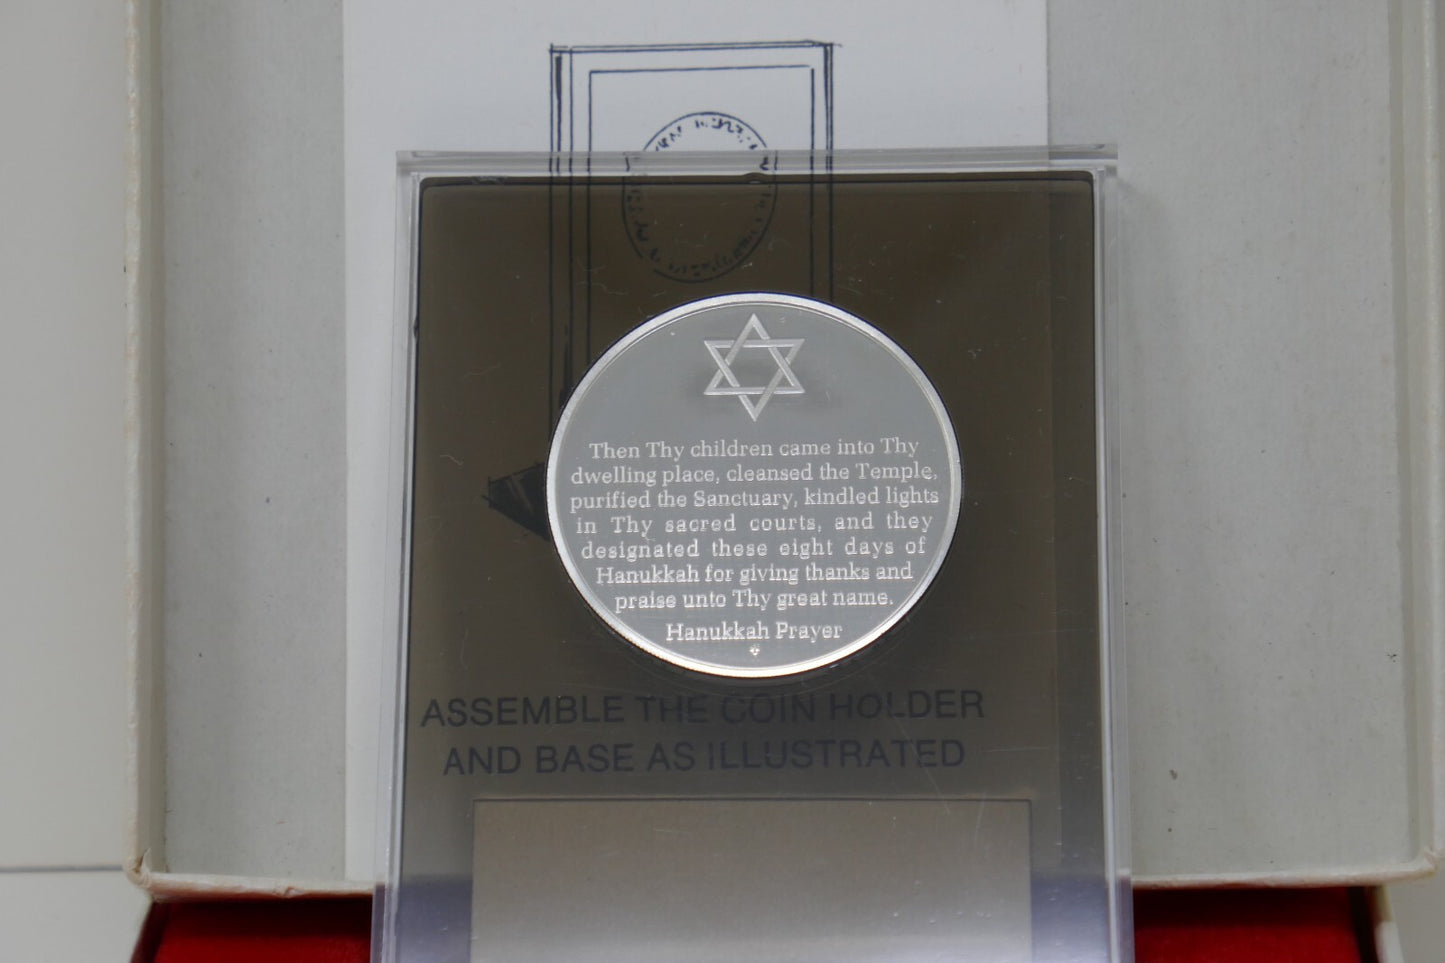 Then Thy children came into Thy
dwelling place, cleansed the Temple,
purified the Sanctuary, kindled lights
in Thy sacred courts, and they
designated these eight days of
Hanukkah for giving thanks and
praise unto Thy great name.
Hanukkah Prayer
ASSEMBLE THE COIN HOLDER
AND BASE AS ILLUSTRATED